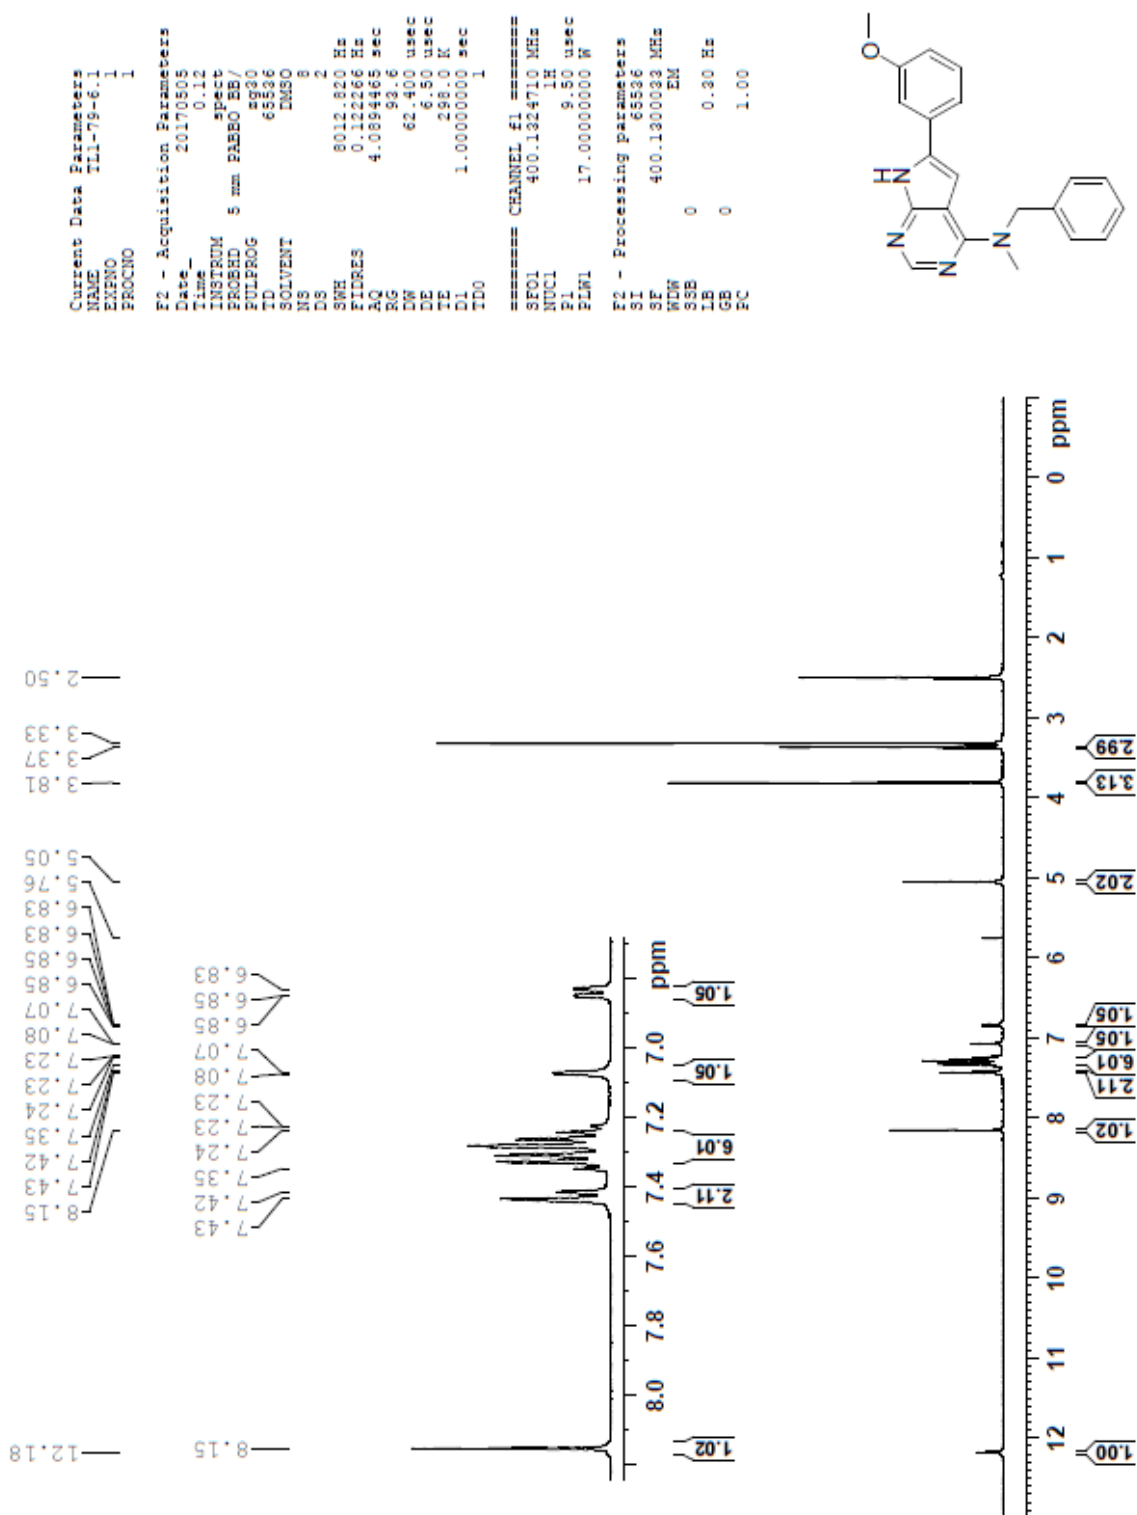 Current Data Parameters
NAME TL1-79-6.1
EXPNO 1
PROCNO 1
F2 - Acquisition Parameters
Date_ 20170505
Time 0.12
INSTRUM spect
PROBHD 5 mm PABBO BB/
PULPROG zg30
TD 65536
SOLVENT DMSO
NS 8
DS 2
SWH 8012.820 Hz
FIDRES 0.122266 Hz
AQ 4.0894465 sec
RG 93.6
DW 62.400 usec
DE 6.50 usec
TE 298.0 K
D1 1.00000000 sec
TD0 1
======== CHANNEL f1 ========
SFO1 400.1324710 MHz
NUC1 1H
P1 9.50 usec
PLW1 17.00000000 W
F2 - Processing parameters
SI 65536
SF 400.1300033 MHz
WDW EM
SSB 0
LB 0.30 Hz
GB 0
PC 1.00
O
H
N
N
N
N
12.18
8.15
7.43
7.42
7.35
7.24
7.23
7.23
7.08
7.07
6.85
6.85
6.83
6.83
5.76
5.05
3.81
3.37
3.33
2.50
8.15
7.43
7.42
7.35
7.24
7.23
7.23
7.08
7.07
6.85
6.85
6.83
8.0 7.8 7.6 7.4 7.2 7.0 ppm
1.02 2.11 6.01 1.05 1.05
12 11 10 9 8 7 6 5 4 3 2 1 0 ppm
1.00 1.02 2.11 6.01 1.05 1.05 2.02 3.13 2.99